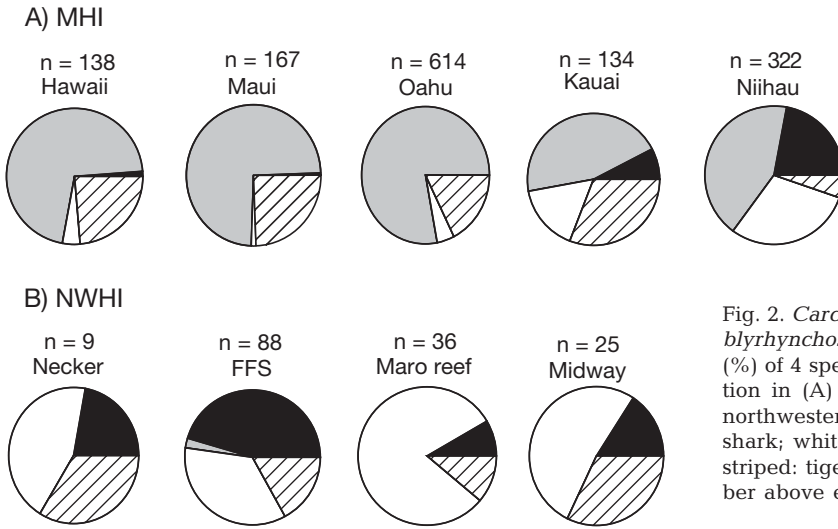 A) MHI
n = 138
Hawaii
n = 167
Maui
n = 614
Oahu
n = 134
Kauai
n = 322
Niihau
B) NWHI
n = 9
Necker
n = 88
FFS
n = 36
Maro reef
n = 25
Midway
Fig. 2. Carc
blyrhynchos
(%) of 4 spe
tion in (A)
northwester
shark; whit
striped: tige
ber above e